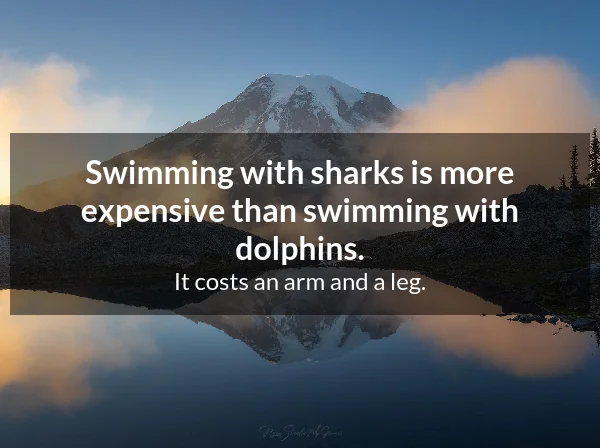 Swimming with sharks is more
expensive than swimming with
dolphins.
It costs an arm and a leg.